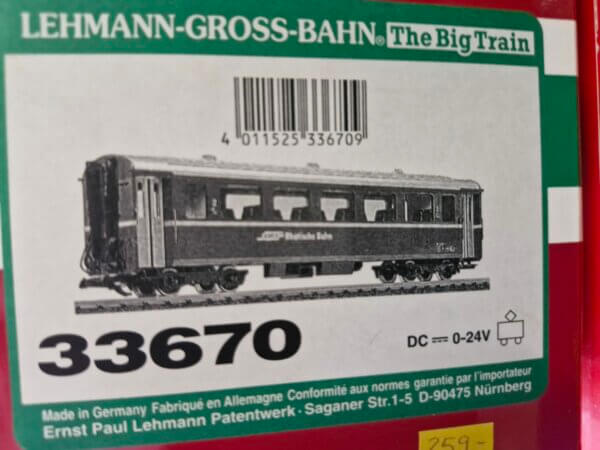 LEHMANN-GROSS-BAHN® The Big Train
4 011525 336709
Rhätische Bahn
33670
DC ⎓ 0-24V
Made in Germany Fabriqué en Allemagne Conformité aux normes garantie par l'importateur
Ernst Paul Lehmann Patentwerk · Saganer Str.1-5 D-90475 Nürnberg
259.-